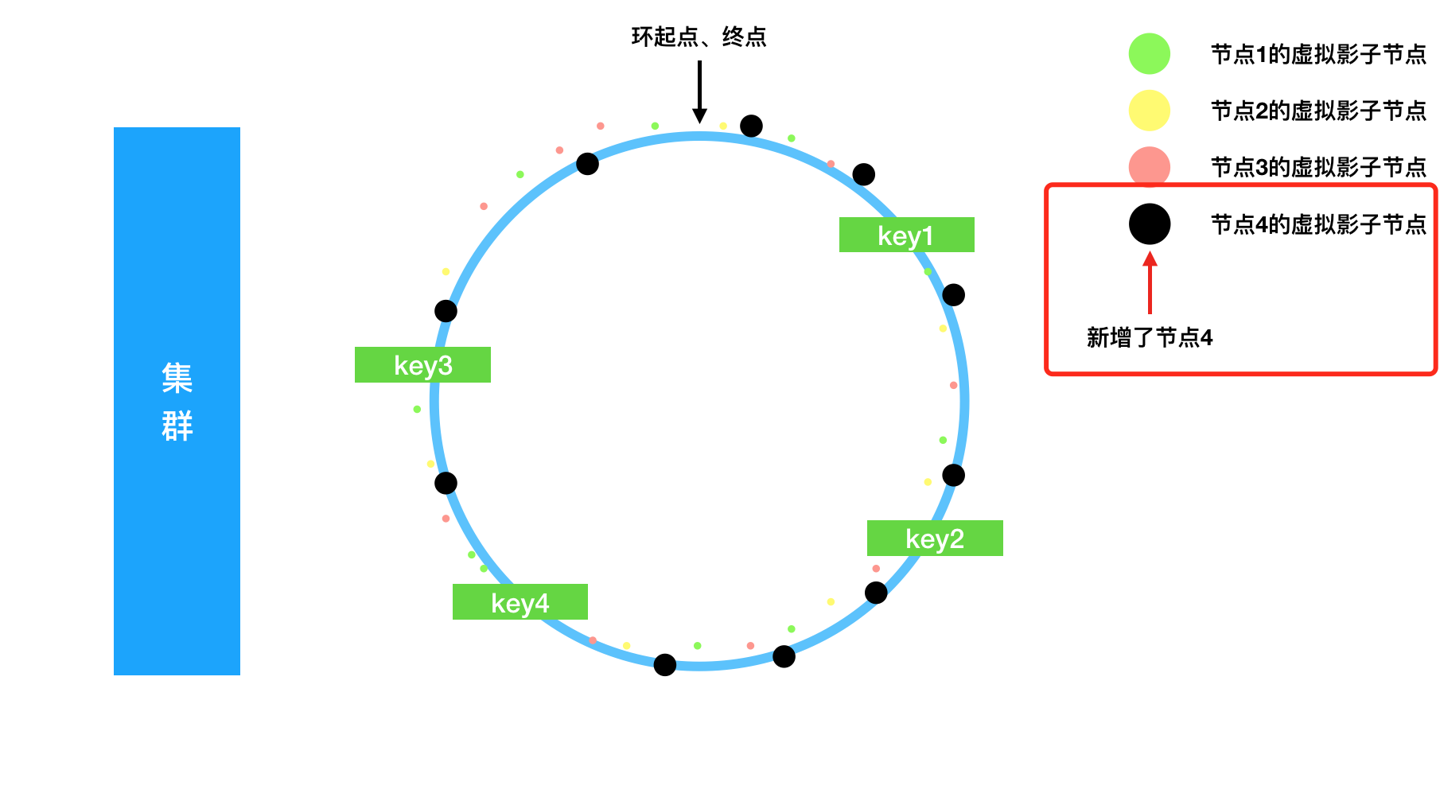 环起点、终点
节点1的虚拟影子节点
节点2的虚拟影子节点
节点3的虚拟影子节点
节点4的虚拟影子节点
新增了节点4
key1
key3
集
群
key2
key4